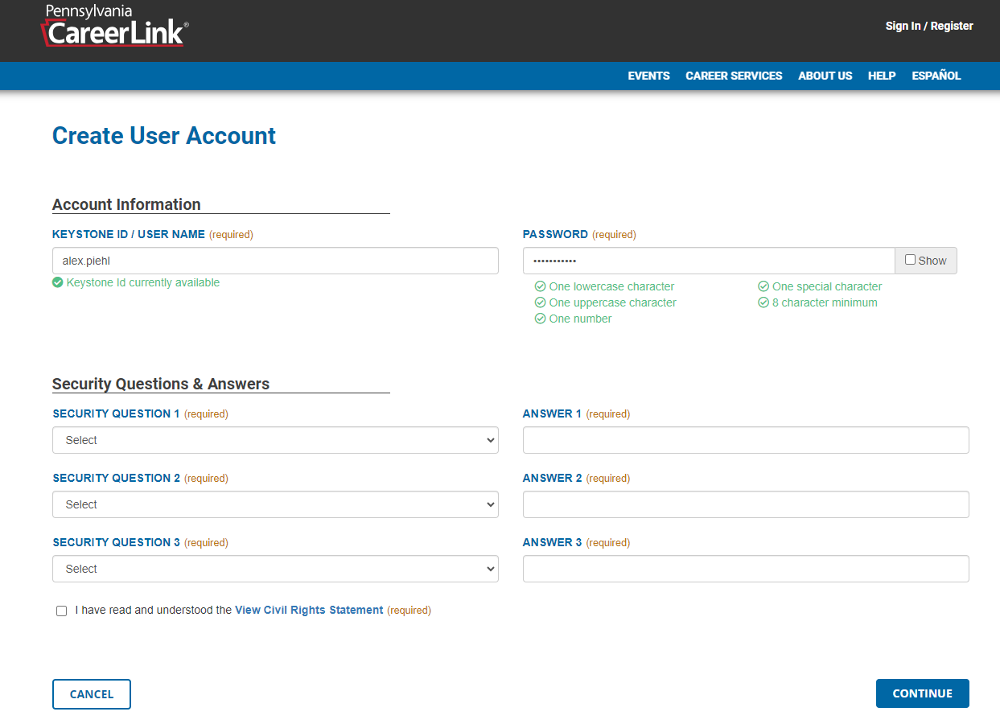 Pennsylvania
CareerLink®
Sign In / Register
EVENTS CAREER SERVICES ABOUT US HELP ESPAÑOL
Create User Account
Account Information
KEYSTONE ID / USER NAME (required) PASSWORD (required)
alex.piehl ••••••••••• Show
Keystone Id currently available
One lowercase character One special character
One uppercase character 8 character minimum
One number
Security Questions & Answers
SECURITY QUESTION 1 (required) ANSWER 1 (required)
Select
SECURITY QUESTION 2 (required) ANSWER 2 (required)
Select
SECURITY QUESTION 3 (required) ANSWER 3 (required)
Select
I have read and understood the View Civil Rights Statement (required)
CANCEL CONTINUE